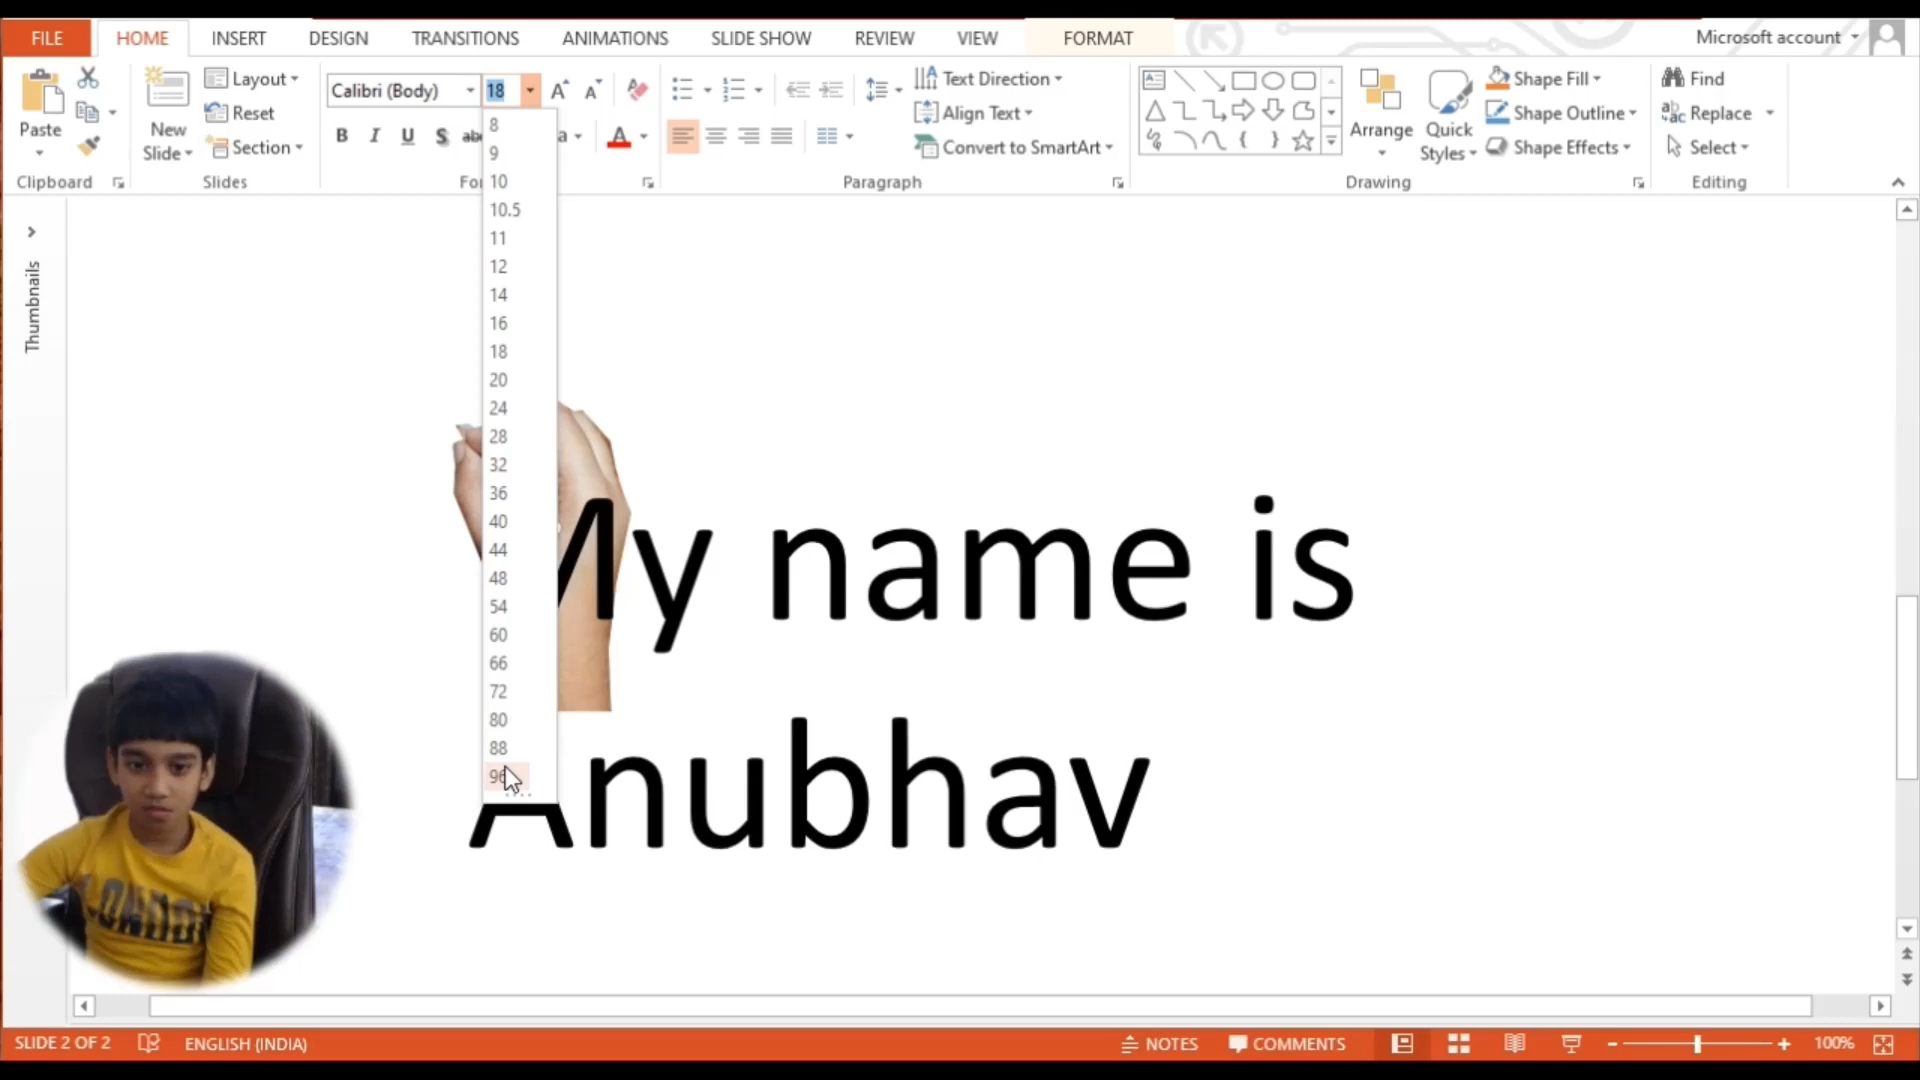 FILE HOME INSERT DESIGN TRANSITIONS ANIMATIONS SLIDE SHOW REVIEW VIEW FORMAT Microsoft account
Paste
Clipboard
New
Slide
Layout
Reset
Section
Slides
Calibri (Body) 18
B I U S abc
Text Direction
Align Text
Convert to SmartArt
Paragraph
Arrange
Quick
Styles
Shape Fill
Shape Outline
Shape Effects
Drawing
Find
Replace
Select
Editing
8
9
10
10.5
11
12
14
16
18
20
24
28
32
36
40
44
48
54
60
66
72
80
88
96
Thumbnails
My name is
Anubhav
LONDON
SLIDE 2 OF 2 ENGLISH (INDIA) NOTES COMMENTS 100%